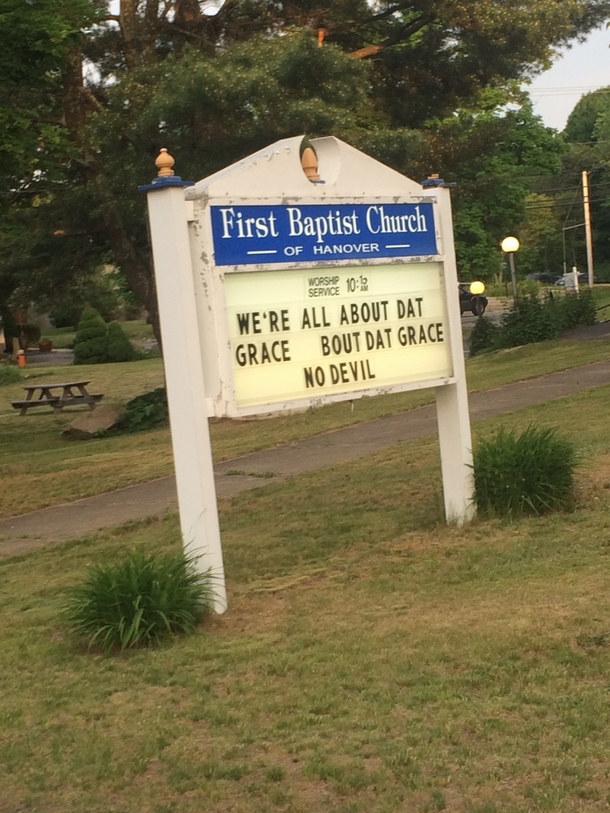 First Baptist Church
OF HANOVER
WORSHIP
SERVICE 10:15 AM
WE'RE ALL ABOUT DAT
GRACE BOUT DAT GRACE
NO DEVIL